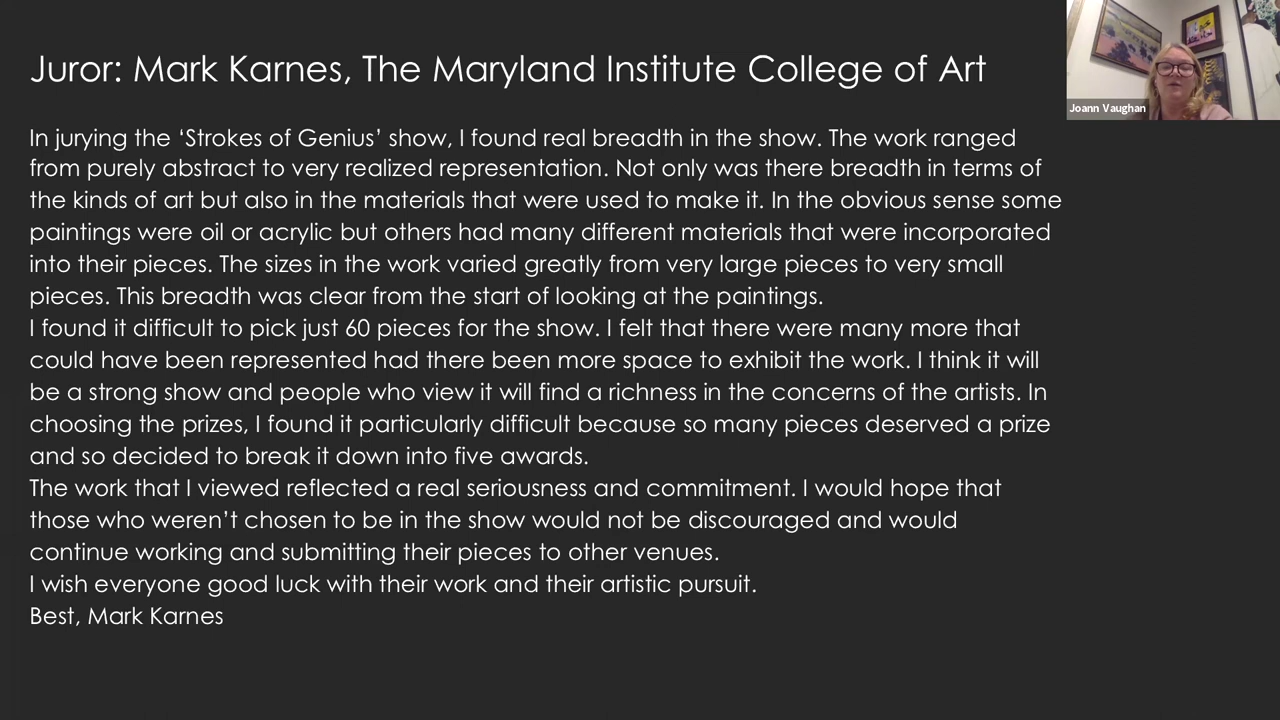 Juror: Mark Karnes, The Maryland Institute College of Art
Joann Vaughan
In jurying the ‘Strokes of Genius’ show, I found real breadth in the show. The work ranged
from purely abstract to very realized representation. Not only was there breadth in terms of
the kinds of art but also in the materials that were used to make it. In the obvious sense some
paintings were oil or acrylic but others had many different materials that were incorporated
into their pieces. The sizes in the work varied greatly from very large pieces to very small
pieces. This breadth was clear from the start of looking at the paintings.
I found it difficult to pick just 60 pieces for the show. I felt that there were many more that
could have been represented had there been more space to exhibit the work. I think it will
be a strong show and people who view it will find a richness in the concerns of the artists. In
choosing the prizes, I found it particularly difficult because so many pieces deserved a prize
and so decided to break it down into five awards.
The work that I viewed reflected a real seriousness and commitment. I would hope that
those who weren’t chosen to be in the show would not be discouraged and would
continue working and submitting their pieces to other venues.
I wish everyone good luck with their work and their artistic pursuit.
Best, Mark Karnes